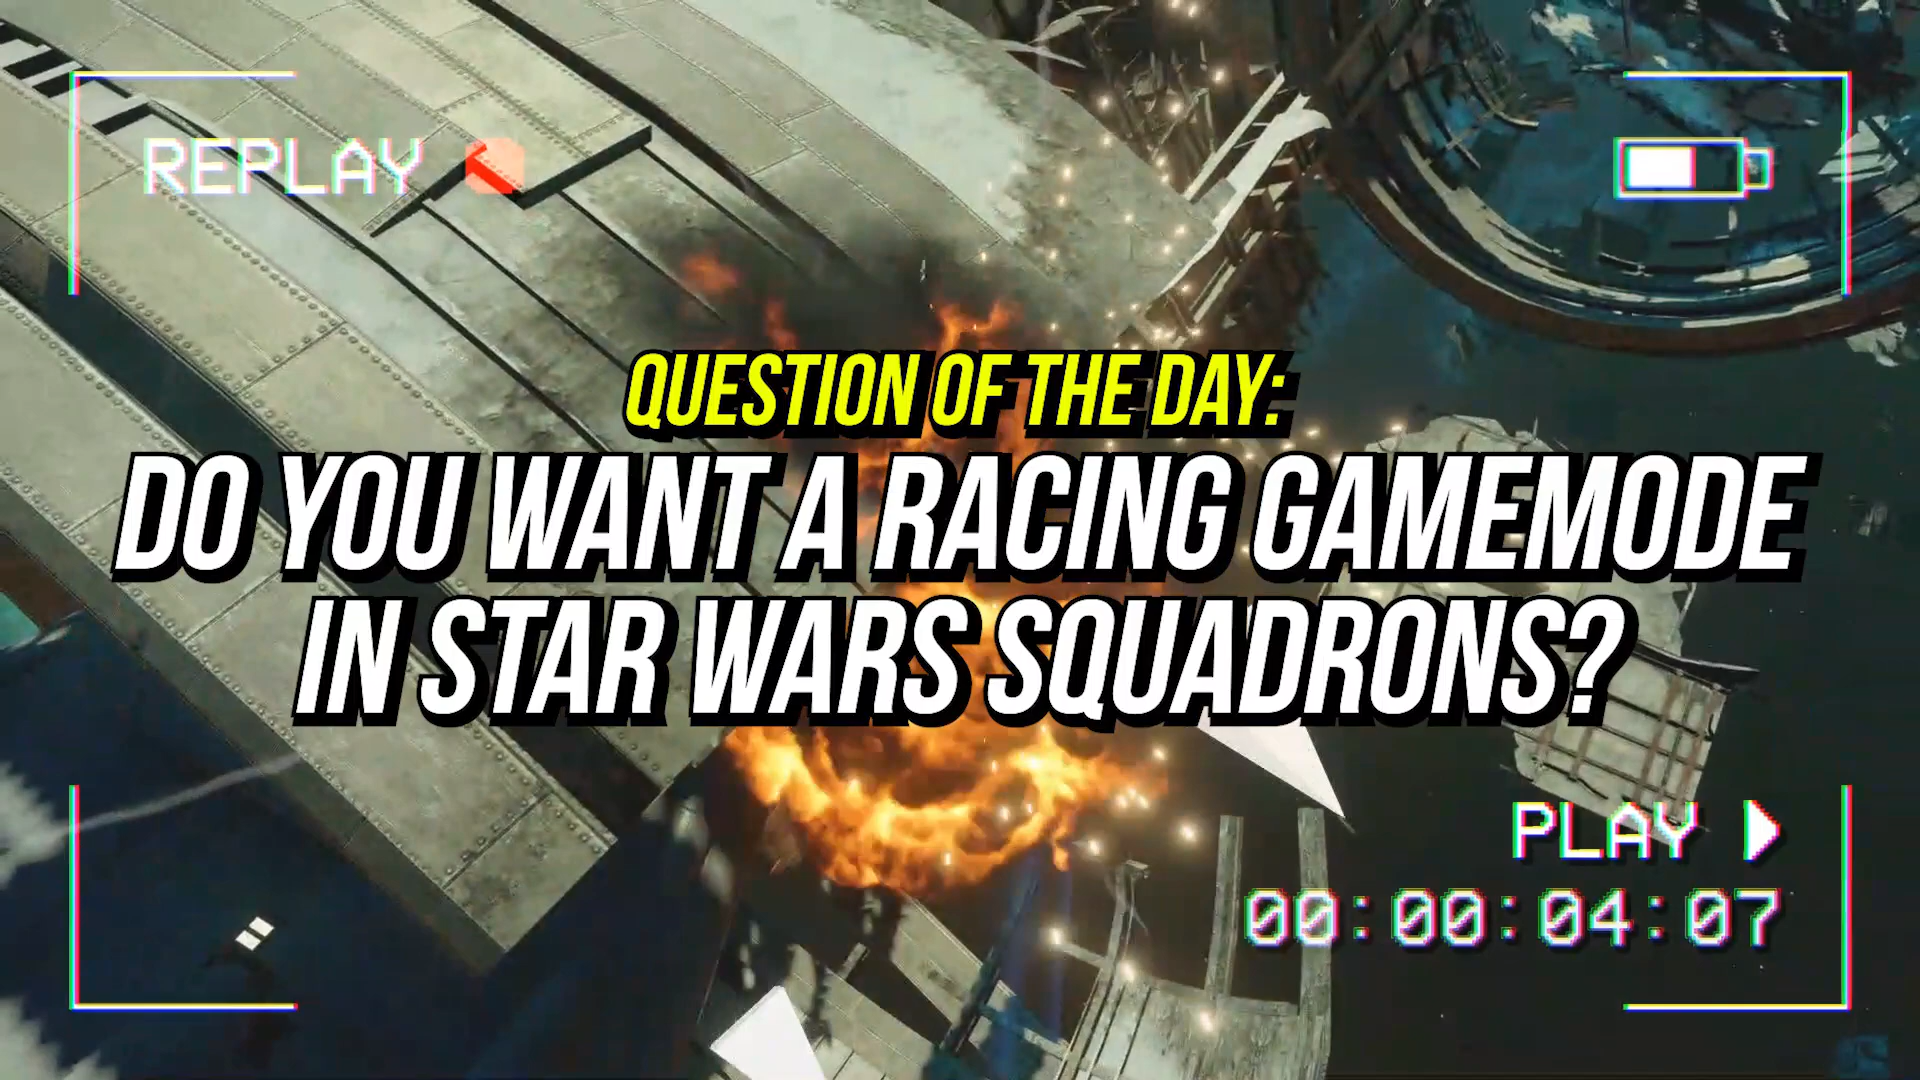 REPLAY
QUESTION OF THE DAY:
DO YOU WANT A RACING GAMEMODE
IN STAR WARS SQUADRONS?
PLAY
00:00:04:07